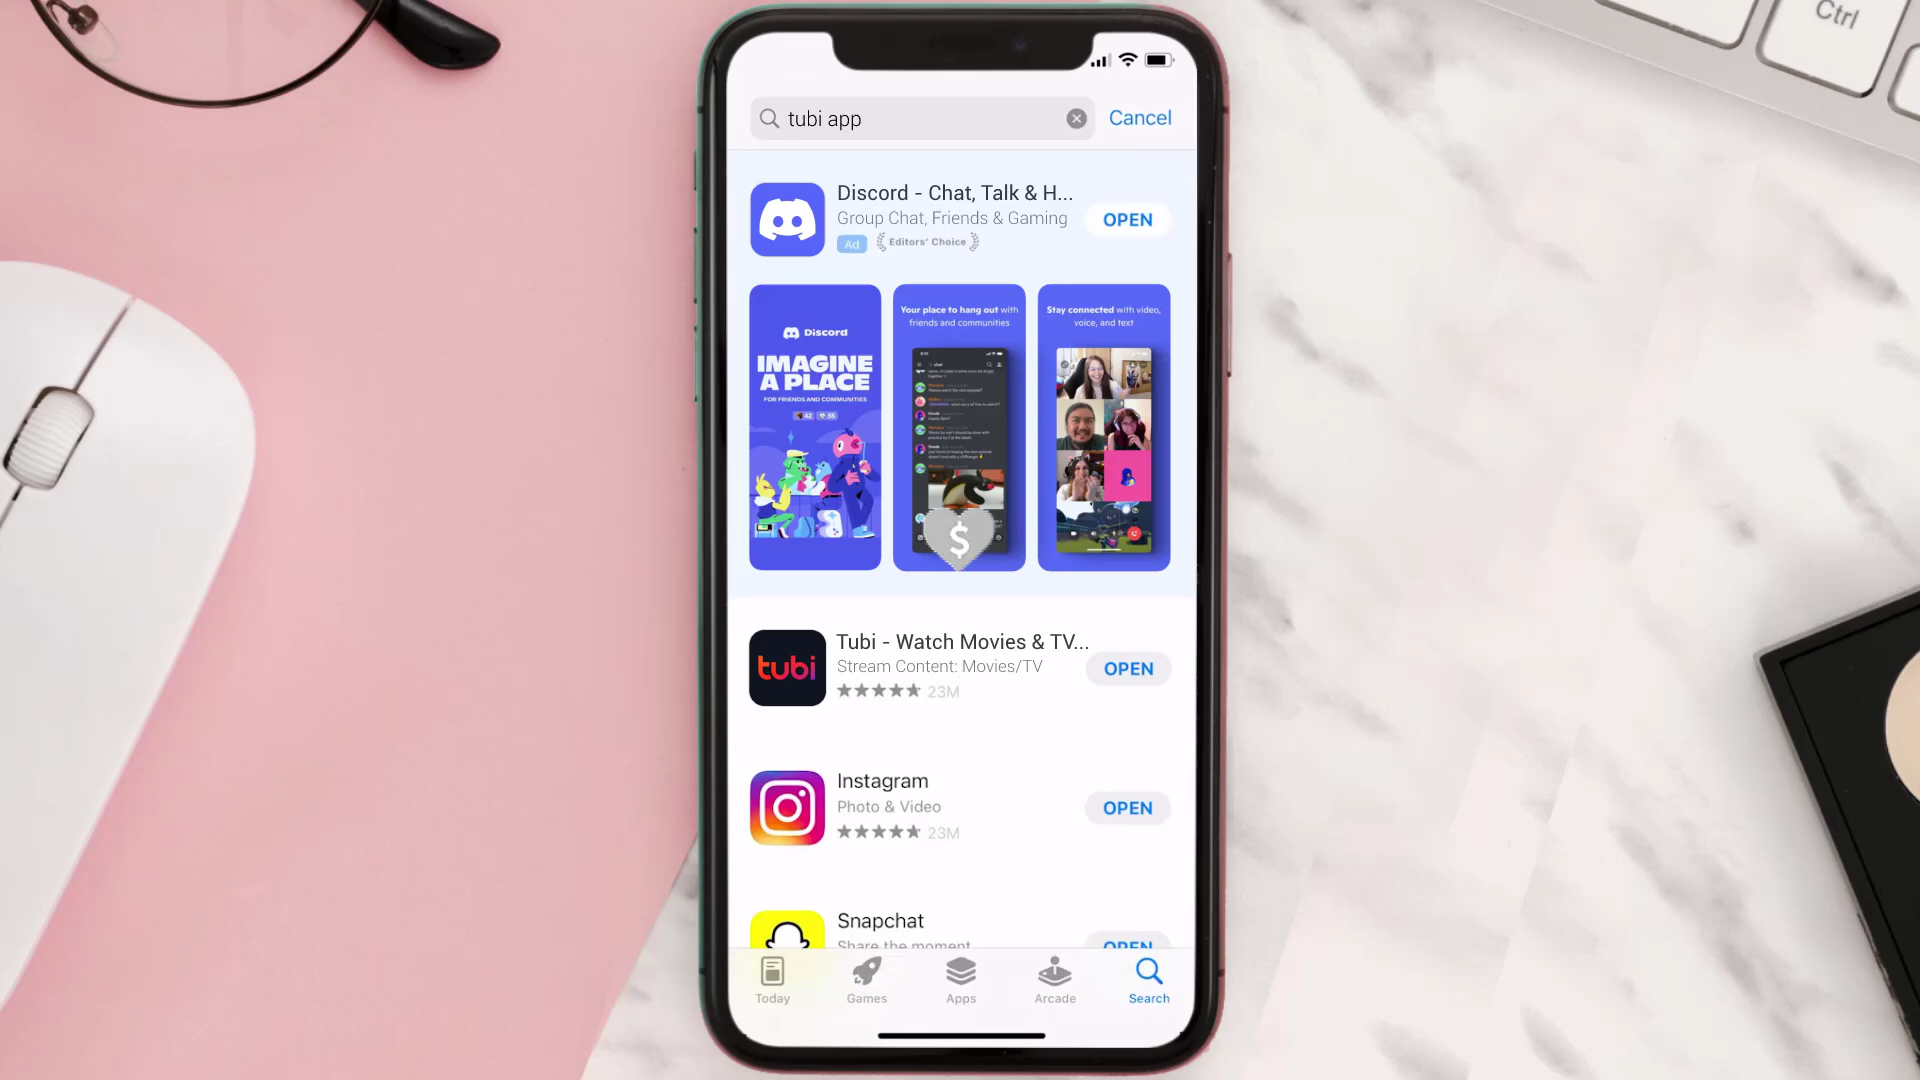 Ctrl
tubi app
Cancel
Discord - Chat, Talk & H...
Group Chat, Friends & Gaming
OPEN
Ad
Editors' Choice
Discord
IMAGINE
A PLACE
FOR FRIENDS AND COMMUNITIES
42 55
Your place to hang out with
friends and communities
Stay connected with video,
voice, and text
$
tubi
Tubi - Watch Movies & TV...
Stream Content: Movies/TV
OPEN
23M
Instagram
Photo & Video
OPEN
23M
Snapchat
Share the moment
OPEN
Today
Games
Apps
Arcade
Search